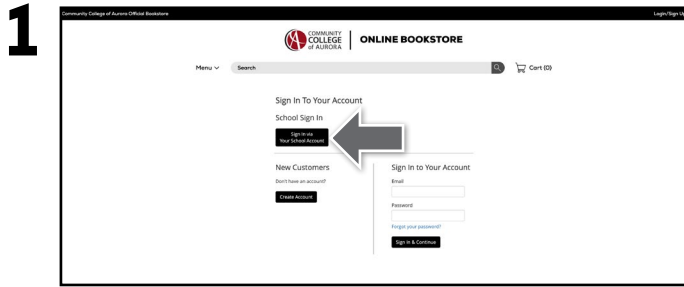 1
Community College of Aurora Official Bookstore
Login/Sign Up
COMMUNITY
COLLEGE
of AURORA
ONLINE BOOKSTORE
Menu
Search
Cart (0)
Sign In To Your Account
School Sign In
Sign in via
Your School Account
New Customers
Don't have an account?
Create Account
Sign In to Your Account
Email
Password
Forgot your password?
Sign In & Continue